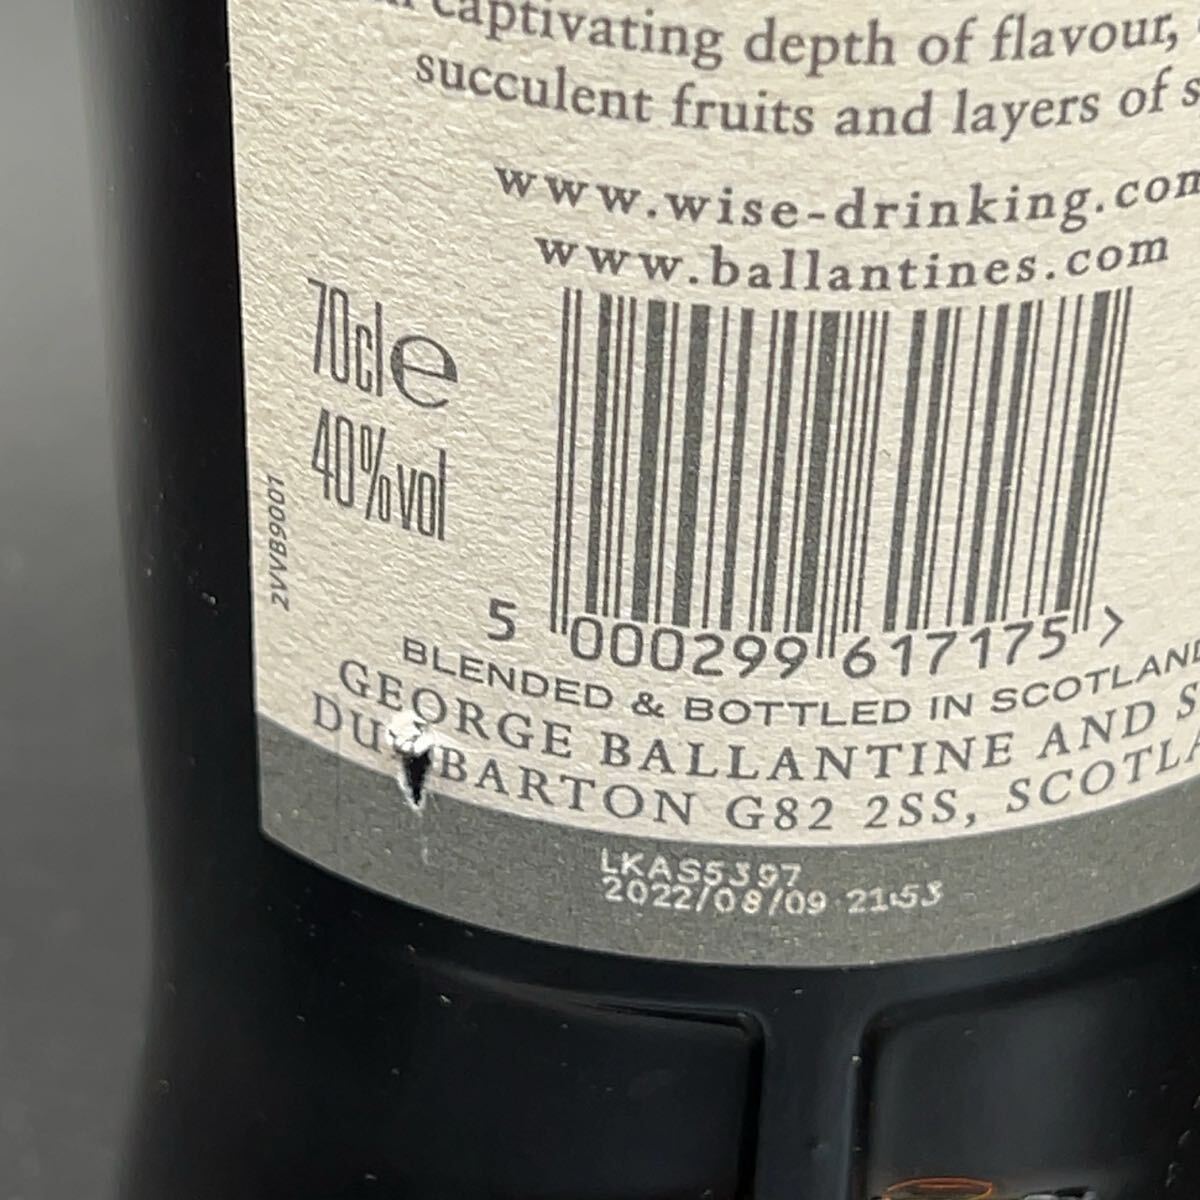 captivating depth of flavour,
succulent fruits and layers of s
www.wise-drinking.com
www.ballantines.com
70cl e
40%vol
2VVB9001
5 000299 617175 >
BLENDED & BOTTLED IN SCOTLAND
GEORGE BALLANTINE AND S
DUMBARTON G82 2SS, SCOTLA
LKAS5397
2022/08/09 21:53